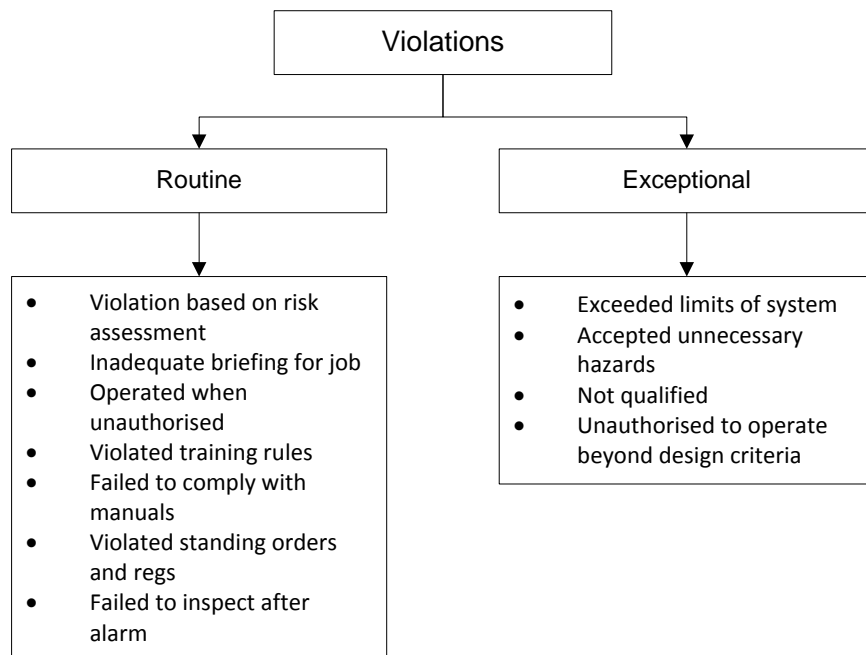 Violations
Routine
Exceptional
• Violation based on risk
assessment
• Inadequate briefing for job
• Operated when
unauthorised
• Violated training rules
• Failed to comply with
manuals
• Violated standing orders
and regs
• Failed to inspect after
alarm
• Exceeded limits of system
• Accepted unnecessary
hazards
• Not qualified
• Unauthorised to operate
beyond design criteria